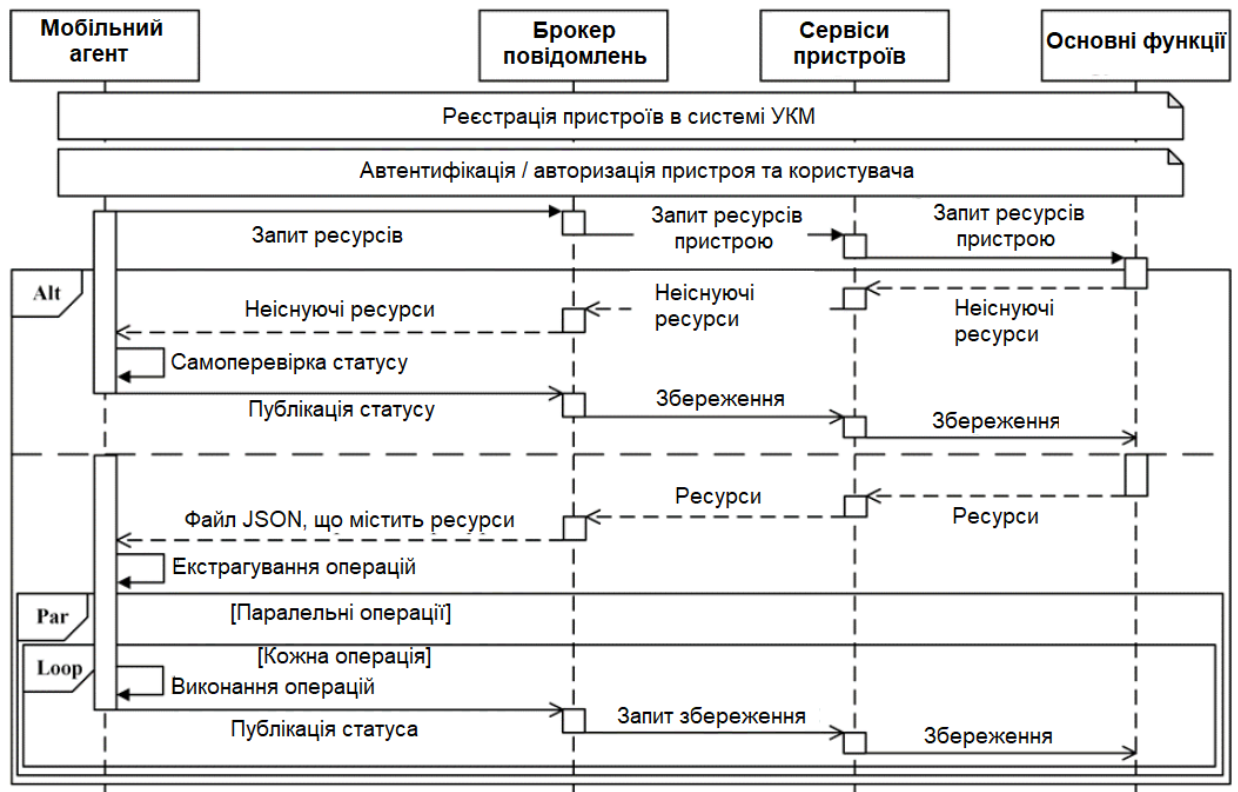 Мобільний
агент
Брокер
повідомлень
Сервіси
пристроїв
Основні функції
Реєстрація пристроїв в системі УКМ
Автентифікація / авторизація пристроя та користувача
Запит ресурсів
Запит ресурсів
пристрою
Запит ресурсів
пристрою
Alt
Неіснуючі ресурси
Неіснуючі
ресурси
Неіснуючі
ресурси
Самоперевірка статусу
Публікація статусу
Збереження
Збереження
Ресурси
Ресурси
Файл JSON, що містить ресурси
Екстрагування операцій
Par
[Паралельні операції]
Loop
[Кожна операція]
Виконання операцій
Публікація статуса
Запит збереження
Збереження